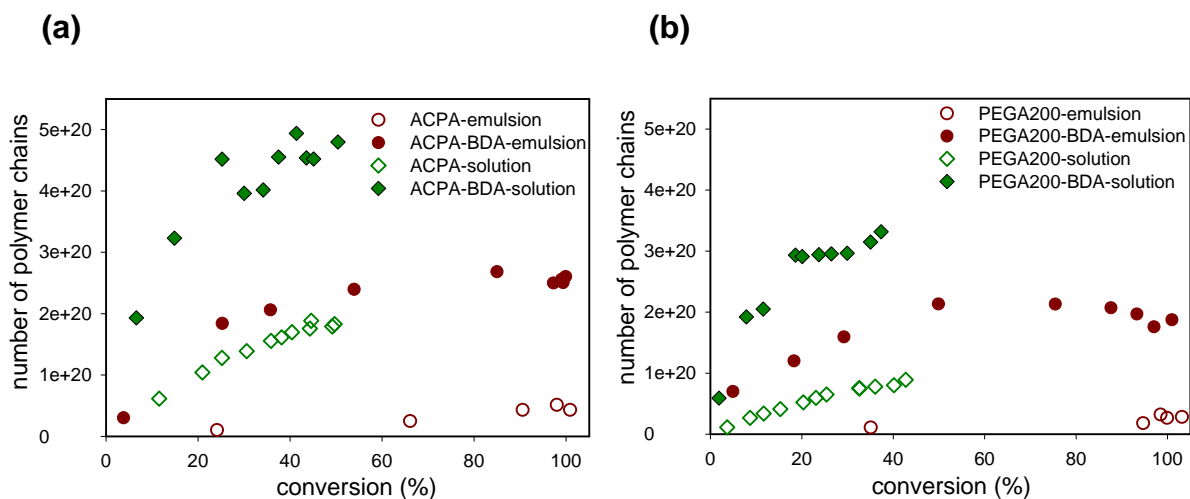 (a)
number of polymer chains
5e+20
4e+20
3e+20
2e+20
1e+20
0
0 20 40 60 80 100
conversion (%)
ACPA-emulsion
ACPA-BDA-emulsion
ACPA-solution
ACPA-BDA-solution
(b)
number of polymer chains
5e+20
4e+20
3e+20
2e+20
1e+20
0
0 20 40 60 80 100
conversion (%)
PEGA200-emulsion
PEGA200-BDA-emulsion
PEGA200-solution
PEGA200-BDA-solution